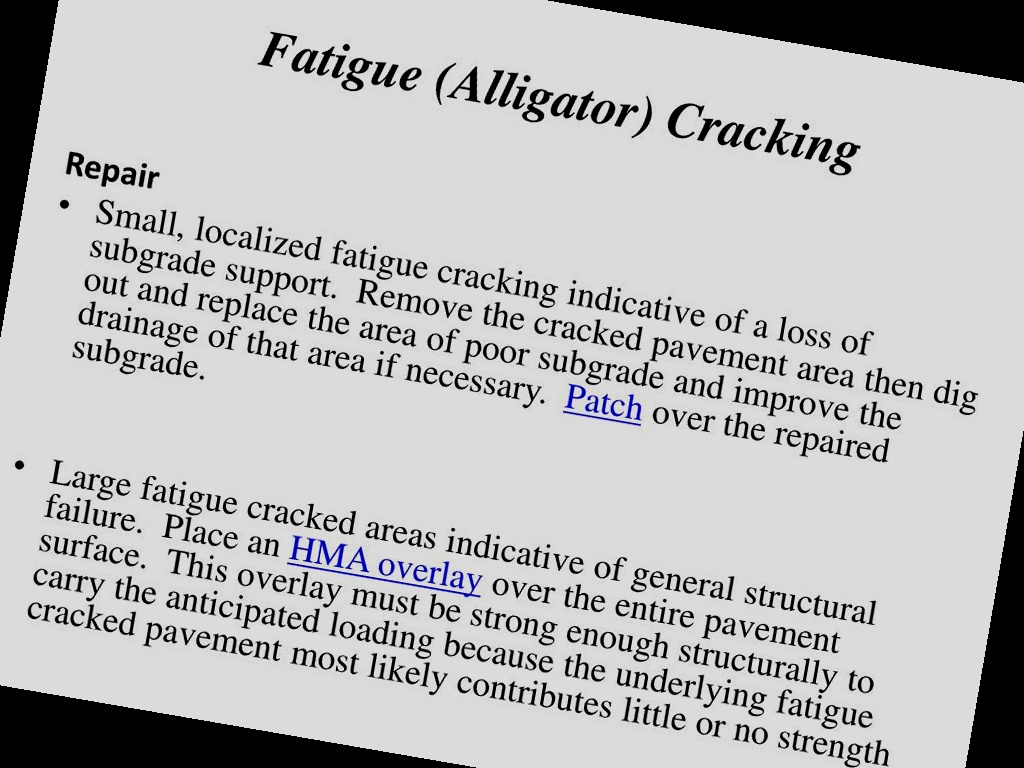 Fatigue (Alligator) Cracking
Repair
• Small, localized fatigue cracking indicative of a loss of
subgrade support.  Remove the cracked pavement area then dig
out and replace the area of poor subgrade and improve the
drainage of that area if necessary.  Patch over the repaired
subgrade.
• Large fatigue cracked areas indicative of general structural
failure.  Place an HMA overlay over the entire pavement
surface.  This overlay must be strong enough structurally to
carry the anticipated loading because the underlying fatigue
cracked pavement most likely contributes little or no strength